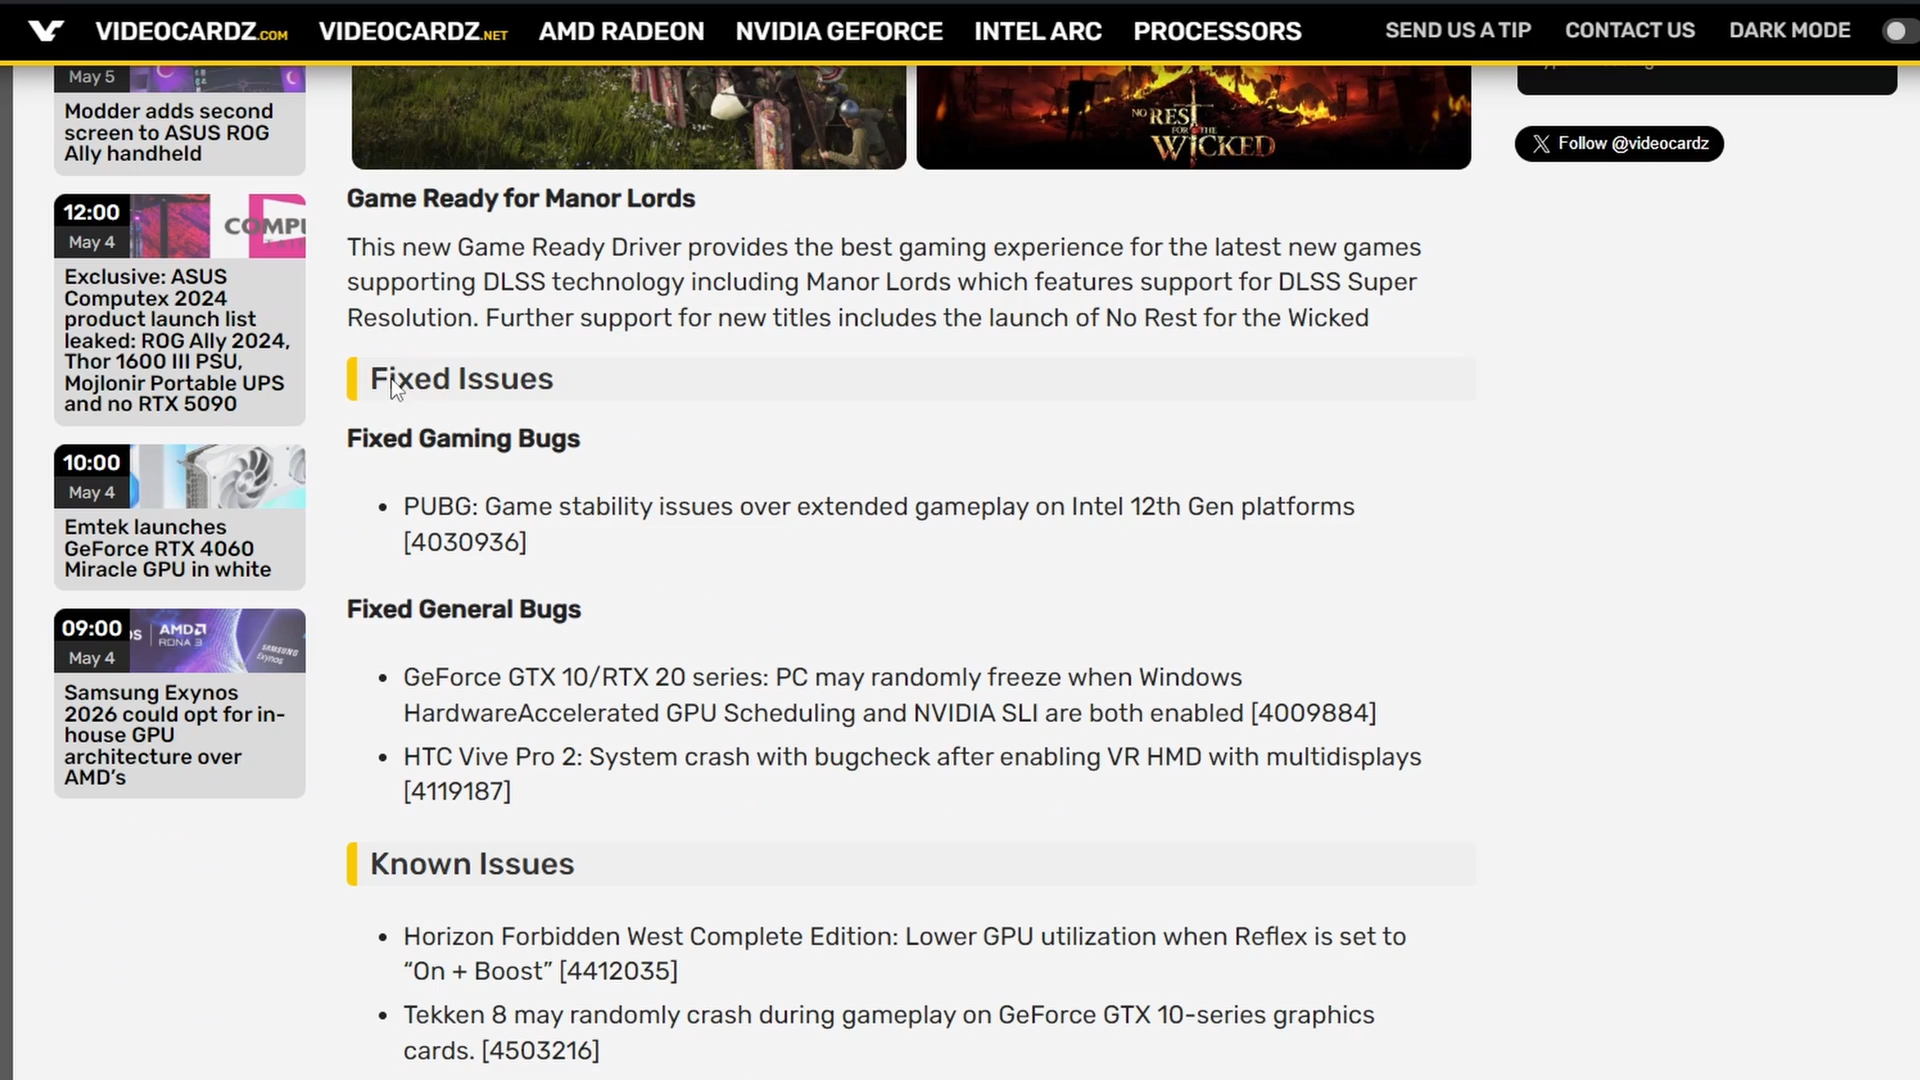 VIDEOCARDZ.COM VIDEOCARDZ.NET AMD RADEON NVIDIA GEFORCE INTEL ARC PROCESSORS SEND US A TIP CONTACT US DARK MODE
May 5
Modder adds second
screen to ASUS ROG
Ally handheld
12:00
May 4
COMPU
Exclusive: ASUS
Computex 2024
product launch list
leaked: ROG Ally 2024,
Thor 1600 III PSU,
Mojlonir Portable UPS
and no RTX 5090
10:00
May 4
Emtek launches
GeForce RTX 4060
Miracle GPU in white
09:00
May 4
AMD
RDNA 3
SAMSUNG
Exynos
Samsung Exynos
2026 could opt for in-
house GPU
architecture over
AMD's
NO REST
FOR THE
WICKED
Game Ready for Manor Lords
This new Game Ready Driver provides the best gaming experience for the latest new games
supporting DLSS technology including Manor Lords which features support for DLSS Super
Resolution. Further support for new titles includes the launch of No Rest for the Wicked
Fixed Issues
Fixed Gaming Bugs
• PUBG: Game stability issues over extended gameplay on Intel 12th Gen platforms
[4030936]
Fixed General Bugs
• GeForce GTX 10/RTX 20 series: PC may randomly freeze when Windows
HardwareAccelerated GPU Scheduling and NVIDIA SLI are both enabled [4009884]
• HTC Vive Pro 2: System crash with bugcheck after enabling VR HMD with multidisplays
[4119187]
Known Issues
• Horizon Forbidden West Complete Edition: Lower GPU utilization when Reflex is set to
“On + Boost” [4412035]
• Tekken 8 may randomly crash during gameplay on GeForce GTX 10-series graphics
cards. [4503216]
Follow @videocardz